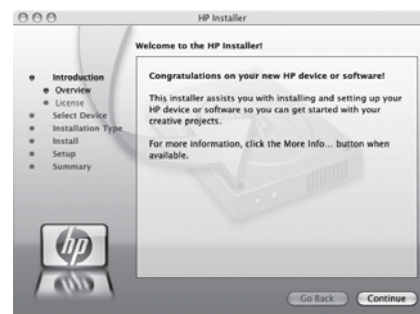 HP Installer
Welcome to the HP Installer!
Introduction
Overview
License
Select Device
Installation Type
Install
Setup
Summary
Congratulations on your new HP device or software!
This installer assists you with installing and setting up your
HP device or software so you can get started with your
creative projects.
For more information, click the More Info... button when
available.
hp
Go Back
Continue